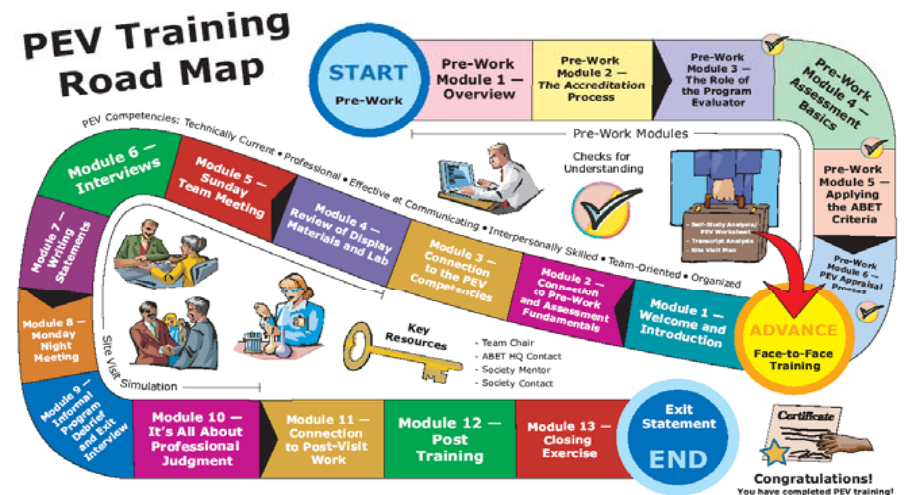 PEV Training
Road Map
START
Pre-Work
Pre-Work
Module 1 —
Overview
Pre-Work
Module 2 —
The Accreditation
Process
Pre-Work
Module 3 —
The Role of
the Program
Evaluator
Pre-Work
Module 4 —
Assessment
Basics
Pre-Work
Module 5 —
Applying
the ABET
Criteria
Pre-Work
Module 6 —
PEV Appraisal
Process
Pre-Work Modules
Checks for
Understanding
- Self-Study Analysis/
PEV Worksheet
- Transcript Analysis
- Site Visit Plan
ADVANCE
Face-to-Face
Training
PEV Competencies: Technically Current • Professional • Effective at Communicating • Interpersonally Skilled • Team-Oriented • Organized
Module 1 —
Welcome and
Introduction
Module 2 —
Connection
to Pre-Work
and Assessment
Fundamentals
Module 3 —
Connection
to the PEV
Competencies
Module 4 —
Review of Display
Materials and Lab
Module 5 —
Sunday
Team Meeting
Module 6 —
Interviews
Module 7 —
Writing
Statements
Module 8 —
Monday
Night
Meeting
Module 9 —
Informal
Program
Debrief
and Exit
Interview
Site Visit Simulation
Key
Resources
- Team Chair
- ABET HQ Contact
- Society Mentor
- Society Contact
Module 10 —
It's All About
Professional
Judgment
Module 11 —
Connection
to Post-Visit
Work
Module 12 —
Post
Training
Module 13 —
Closing
Exercise
Exit
Statement
END
Certificate
Congratulations!
You have completed PEV training!